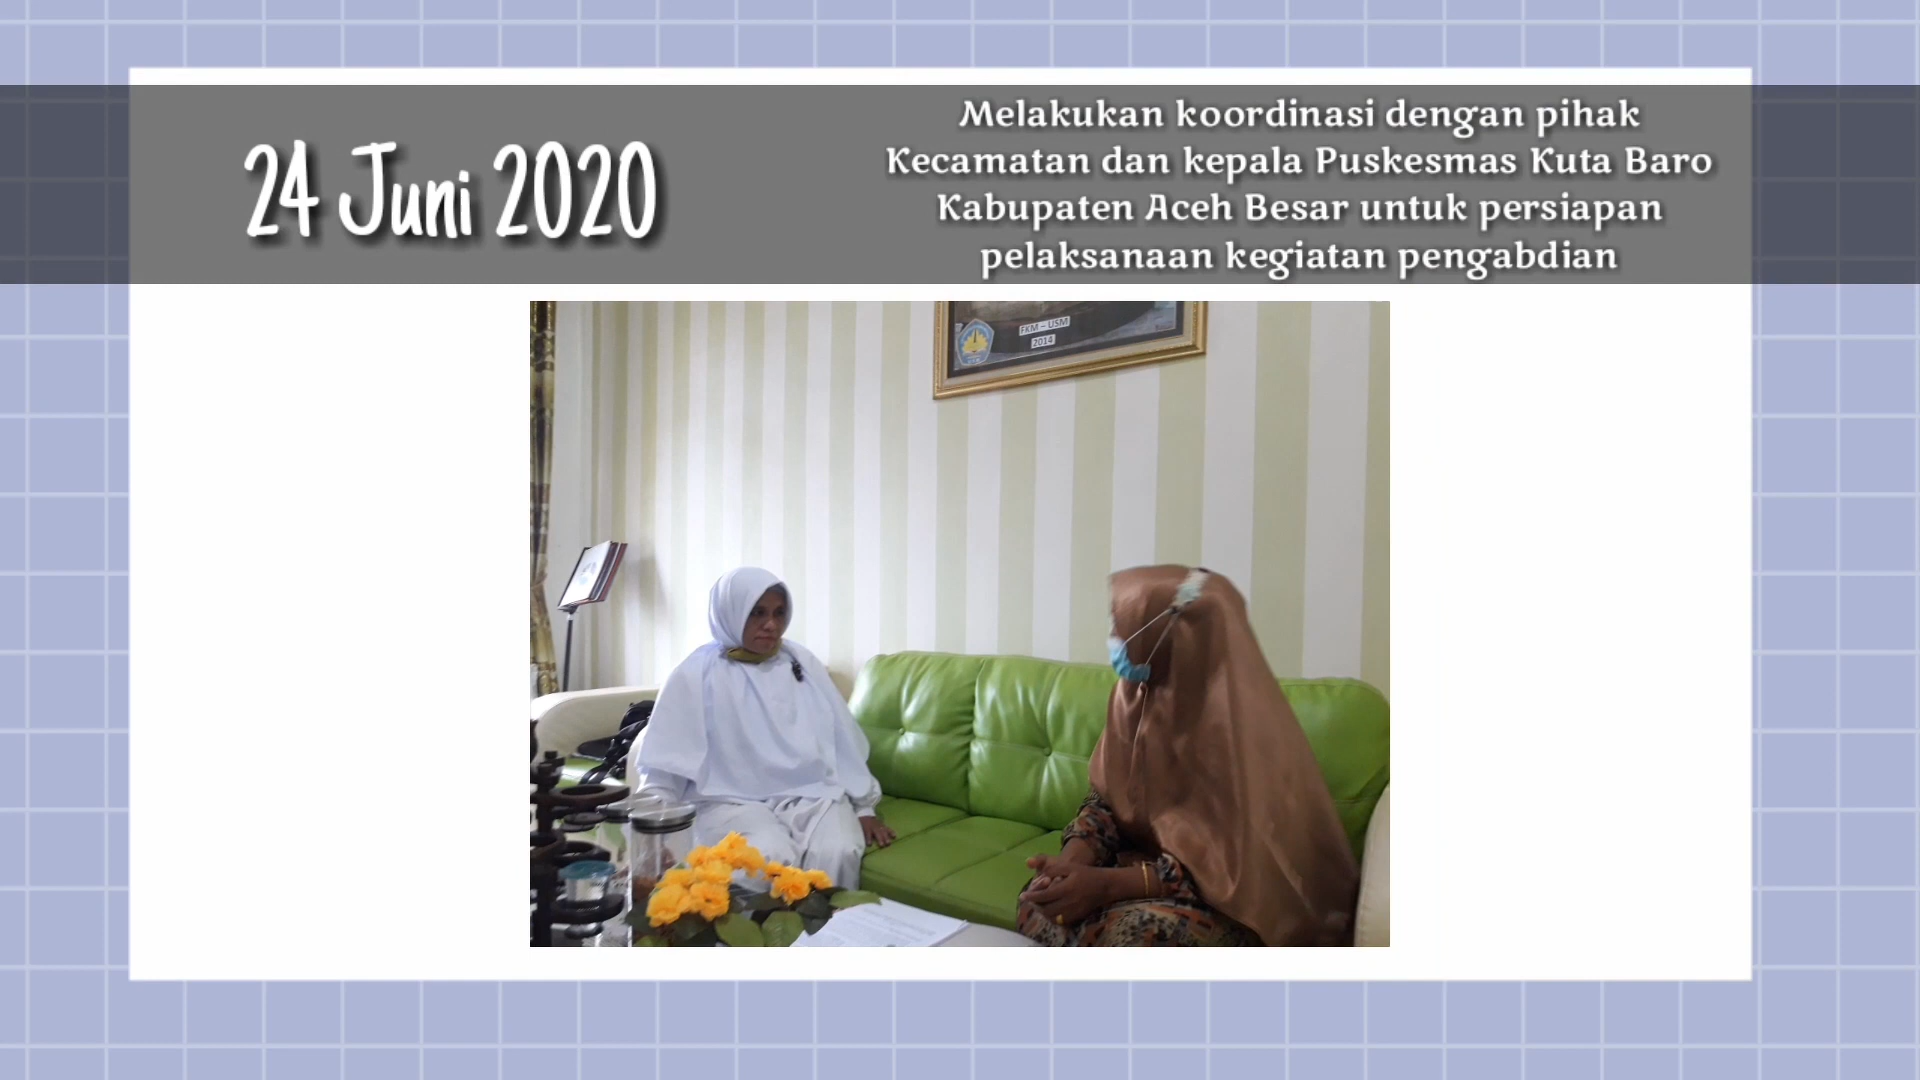 24 Juni 2020
Melakukan koordinasi dengan pihak
Kecamatan dan kepala Puskesmas Kuta Baro
Kabupaten Aceh Besar untuk persiapan
pelaksanaan kegiatan pengabdian
FKM – USM
2014